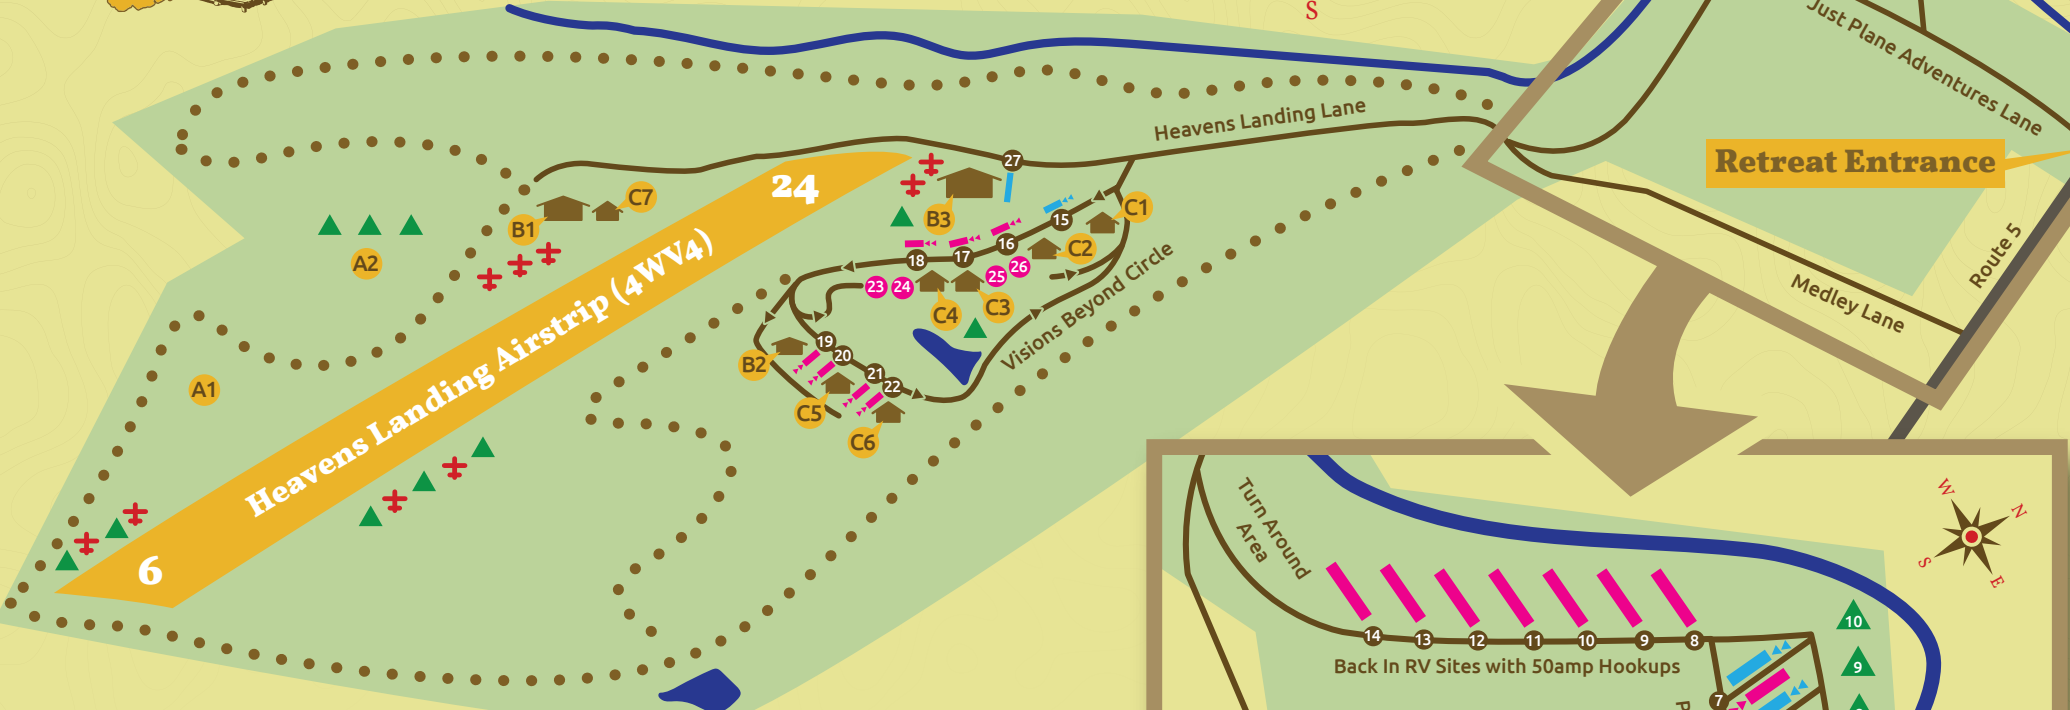 S
Just Plane Adventures Lane
Heavens Landing Lane
Retreat Entrance
27
24
C7
B1
B3
15
C1
16
C2
17
18
A2
26
25
23
24
C3
C4
Route 5
Medley Lane
Visions Beyond Circle
Heavens Landing Airstrip (4WV4)
19
20
21
22
B2
C5
C6
A1
6
Turn Around
Area
W
N
S
E
10
14
13
12
11
10
9
8
Back In RV Sites with 50amp Hookups
9
7